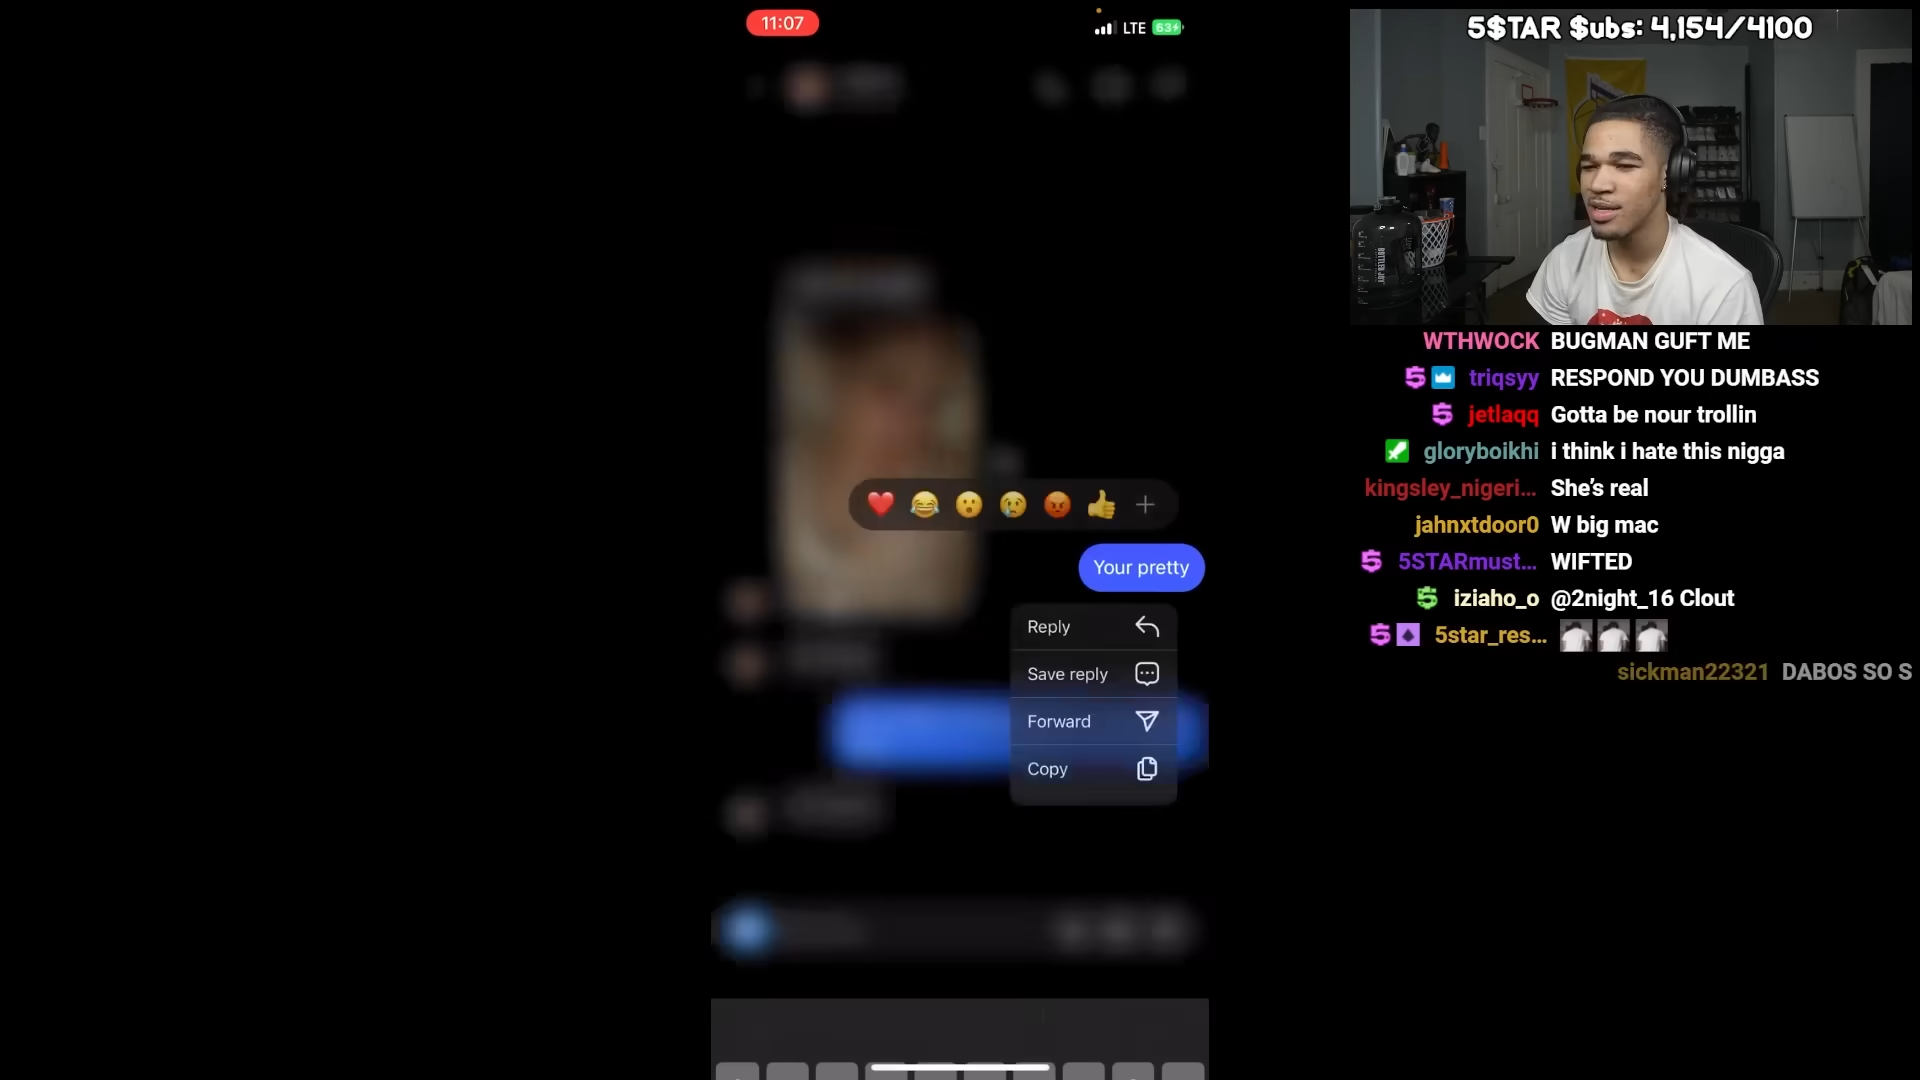 11:07
LTE 63
Your pretty
Reply
Save reply
Forward
Copy
5$TAR $ubs: 4,154/4100
WTHWOCK BUGMAN GUFT ME
triqsyy RESPOND YOU DUMBASS
jetlaqq Gotta be nour trollin
gloryboikhi i think i hate this nigga
kingsley_nigeri... She's real
jahnxtdoor0 W big mac
5STARmust... WIFTED
iziaho_o @2night_16 Clout
5star_res...
sickman22321 DABOS SO S